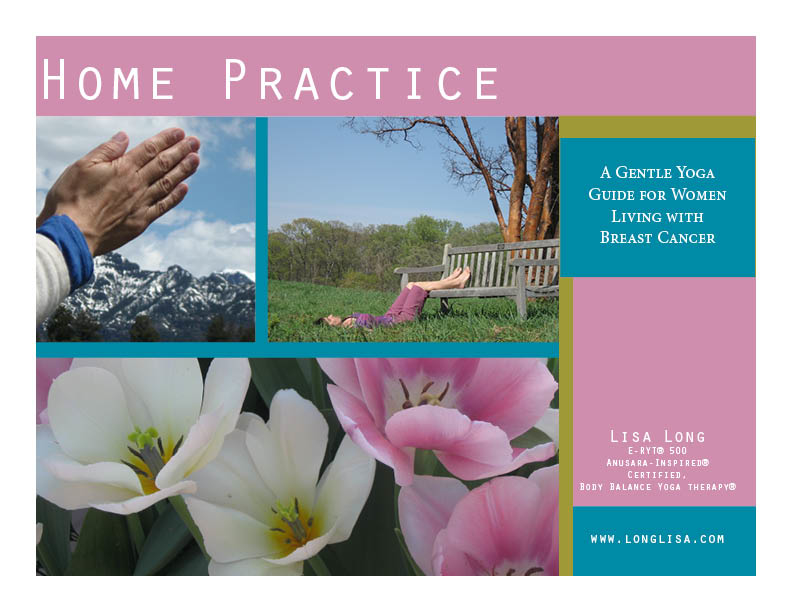 Home Practice
A Gentle Yoga
Guide for Women
Living with
Breast Cancer
Lisa Long
E-RYT® 500
Anusara-Inspired®
Certified,
Body Balance Yoga therapy®
www.longlisa.com